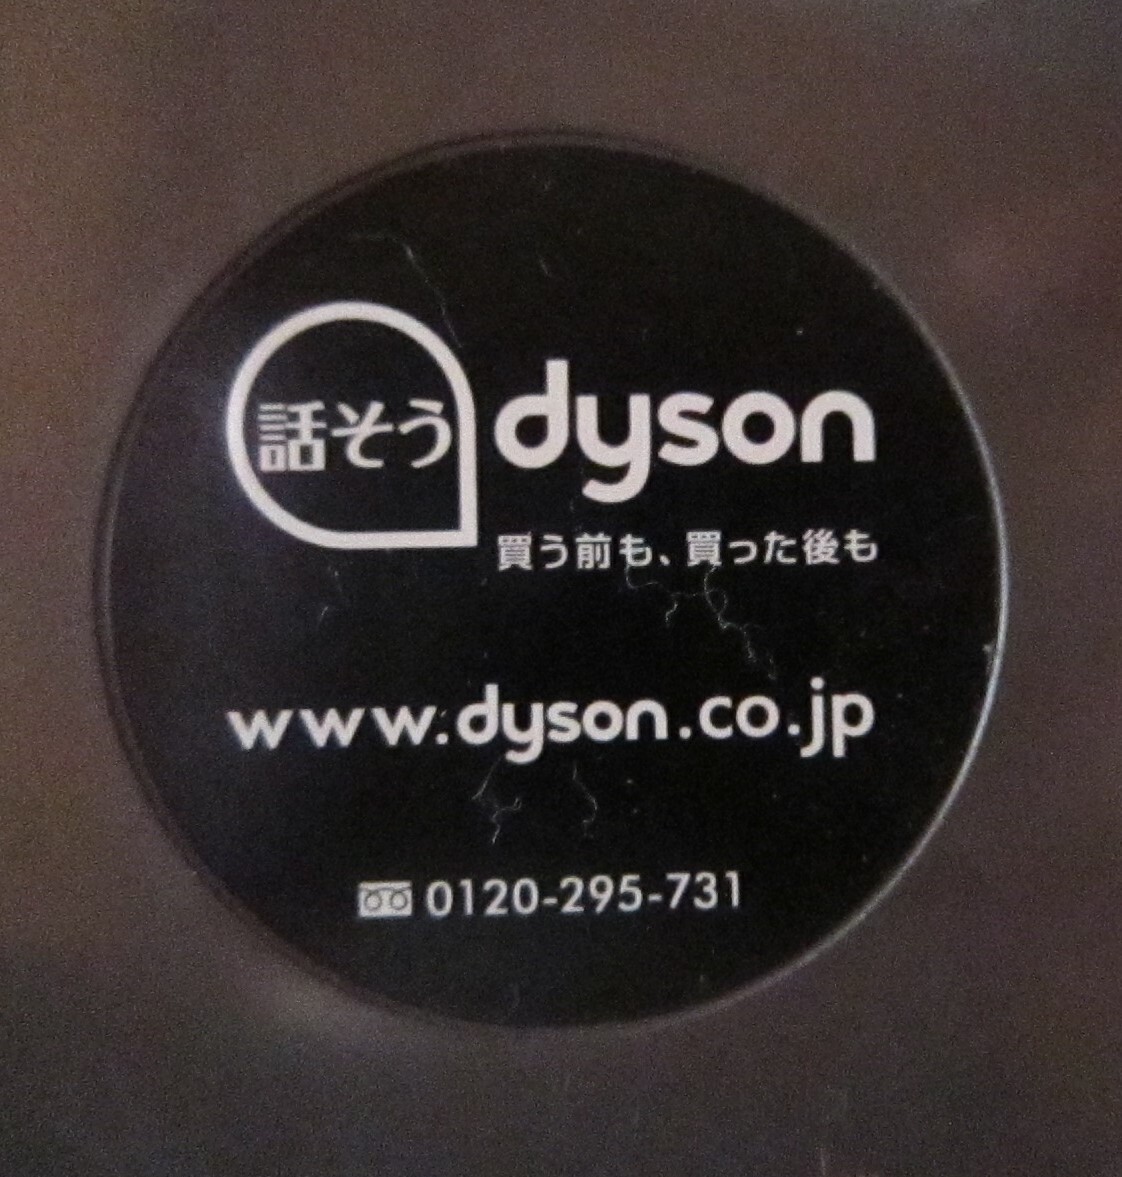 話そう dyson
買う前も、買った後も
www.dyson.co.jp
0120-295-731